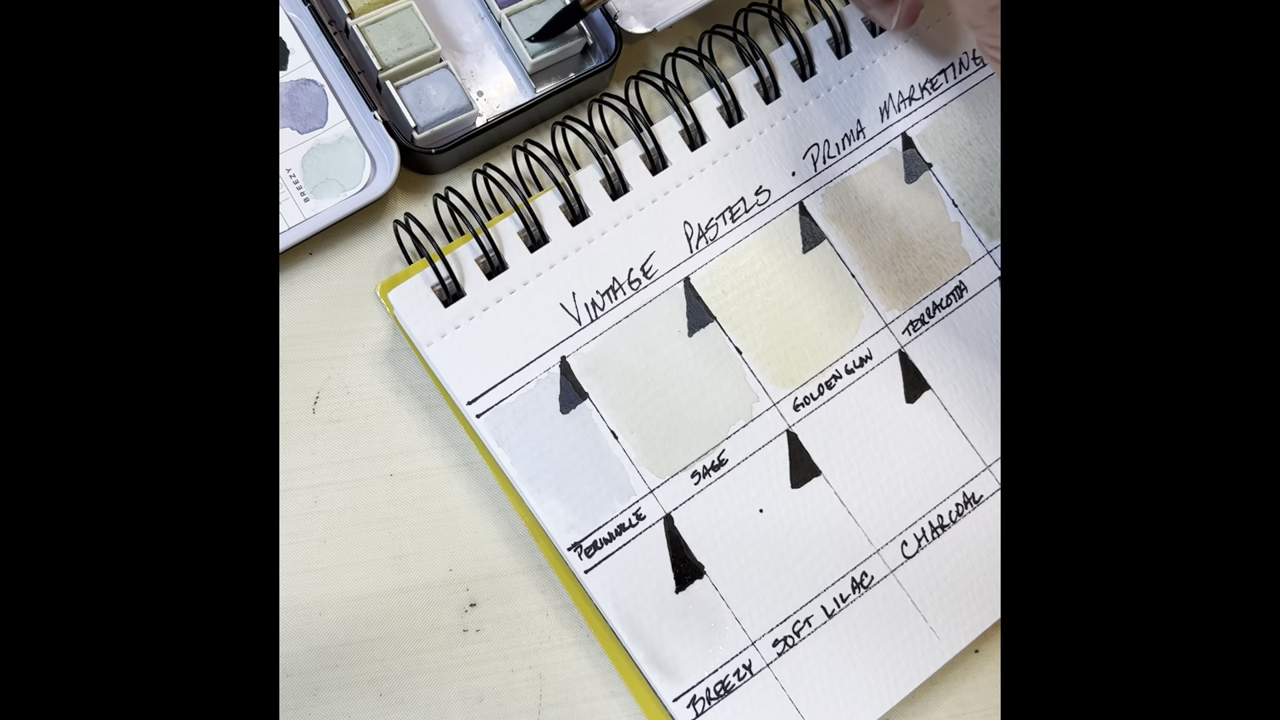 BREEZY
VINTAGE PASTELS · PRIMA MARKETING
PERIWINKLE SAGE GOLDEN GLOW TERRACOTTA
BREEZY SOFT LILAC CHARCOAL